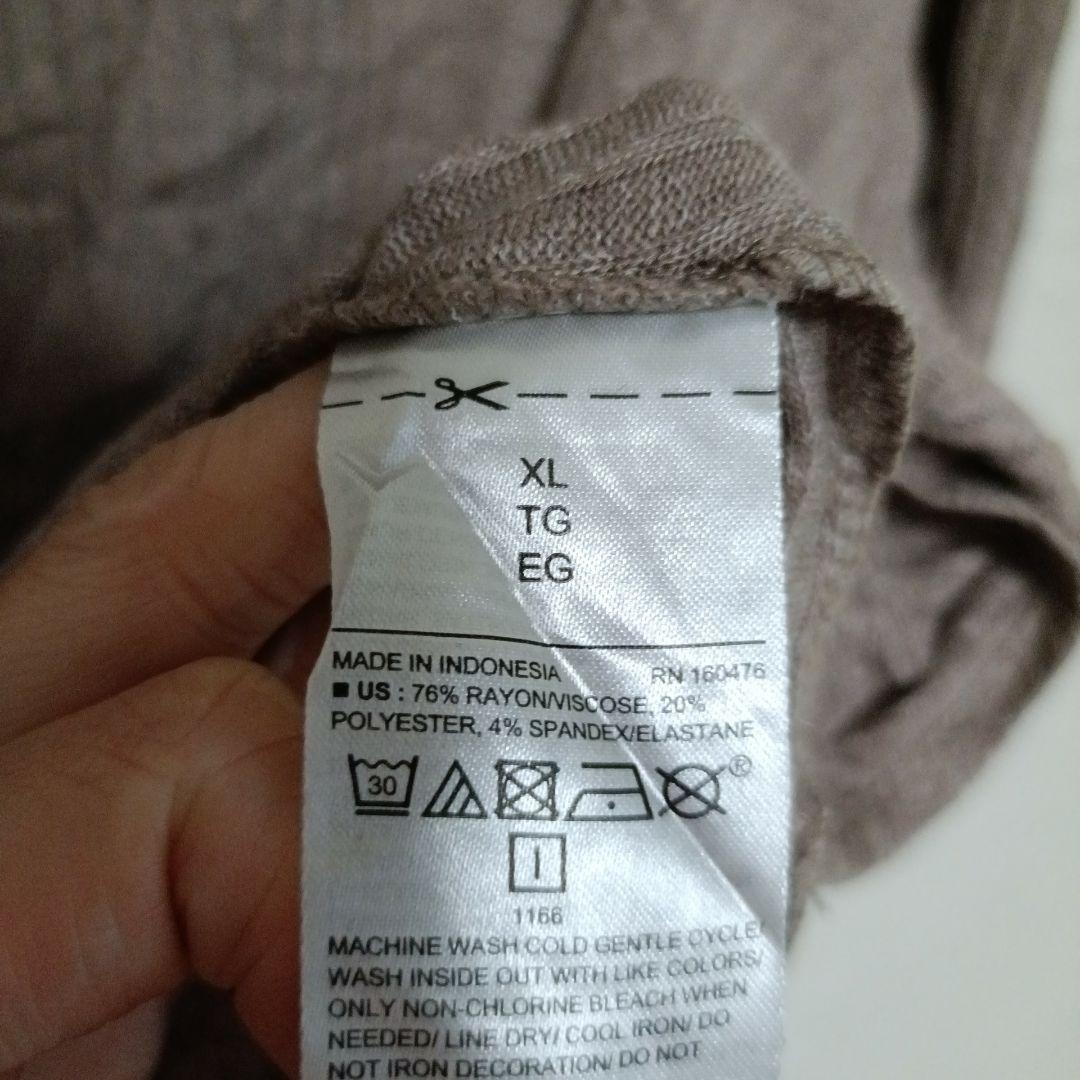 XL
TG
EG
MADE IN INDONESIA RN 160476
■ US : 76% RAYON/VISCOSE, 20%
POLYESTER, 4% SPANDEX/ELASTANE
30 ®
1166
MACHINE WASH COLD GENTLE CYCLE/
WASH INSIDE OUT WITH LIKE COLORS/
ONLY NON-CHLORINE BLEACH WHEN
NEEDED/ LINE DRY/ COOL IRON/ DO
NOT IRON DECORATION/ DO NOT